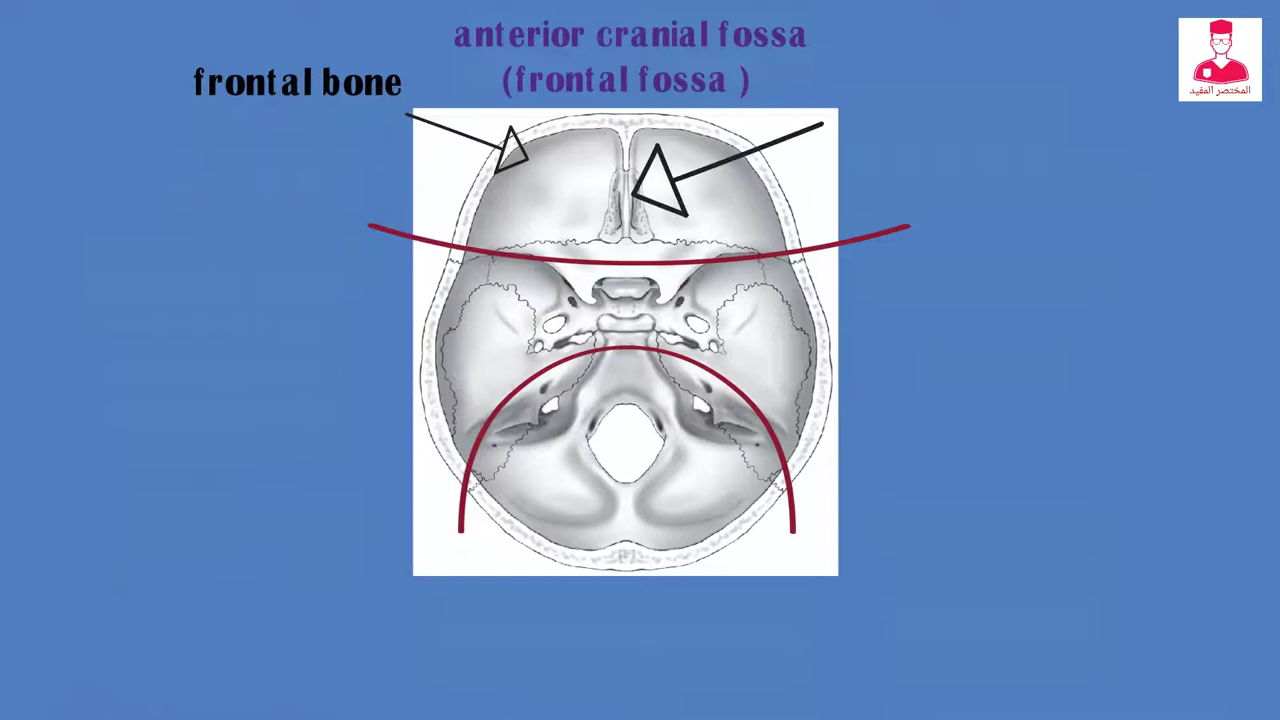 anterior cranial fossa
(frontal fossa )
frontal bone
المختصر المفيد